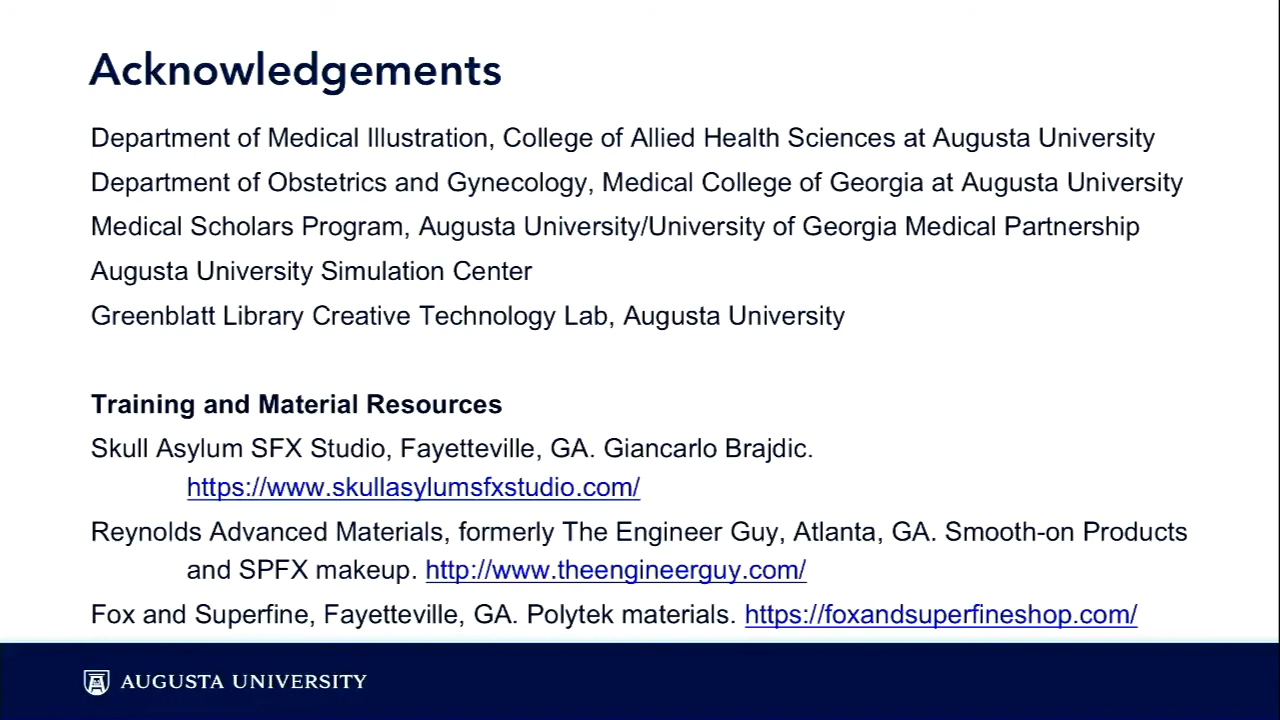 Acknowledgements
Department of Medical Illustration, College of Allied Health Sciences at Augusta University
Department of Obstetrics and Gynecology, Medical College of Georgia at Augusta University
Medical Scholars Program, Augusta University/University of Georgia Medical Partnership
Augusta University Simulation Center
Greenblatt Library Creative Technology Lab, Augusta University
Training and Material Resources
Skull Asylum SFX Studio, Fayetteville, GA. Giancarlo Brajdic.
https://www.skullasylumsfxstudio.com/
Reynolds Advanced Materials, formerly The Engineer Guy, Atlanta, GA. Smooth-on Products
and SPFX makeup. http://www.theengineerguy.com/
Fox and Superfine, Fayetteville, GA. Polytek materials. https://foxandsuperfineshop.com/
AUGUSTA UNIVERSITY